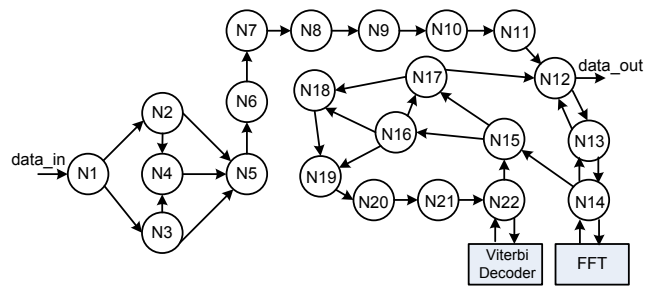 N7
N8
N9
N10
N11
data_out
N12
N17
N18
N6
N2
N16
N15
N13
data_in
N1
N4
N5
N19
N20
N21
N22
N14
N3
Viterbi
Decoder
FFT